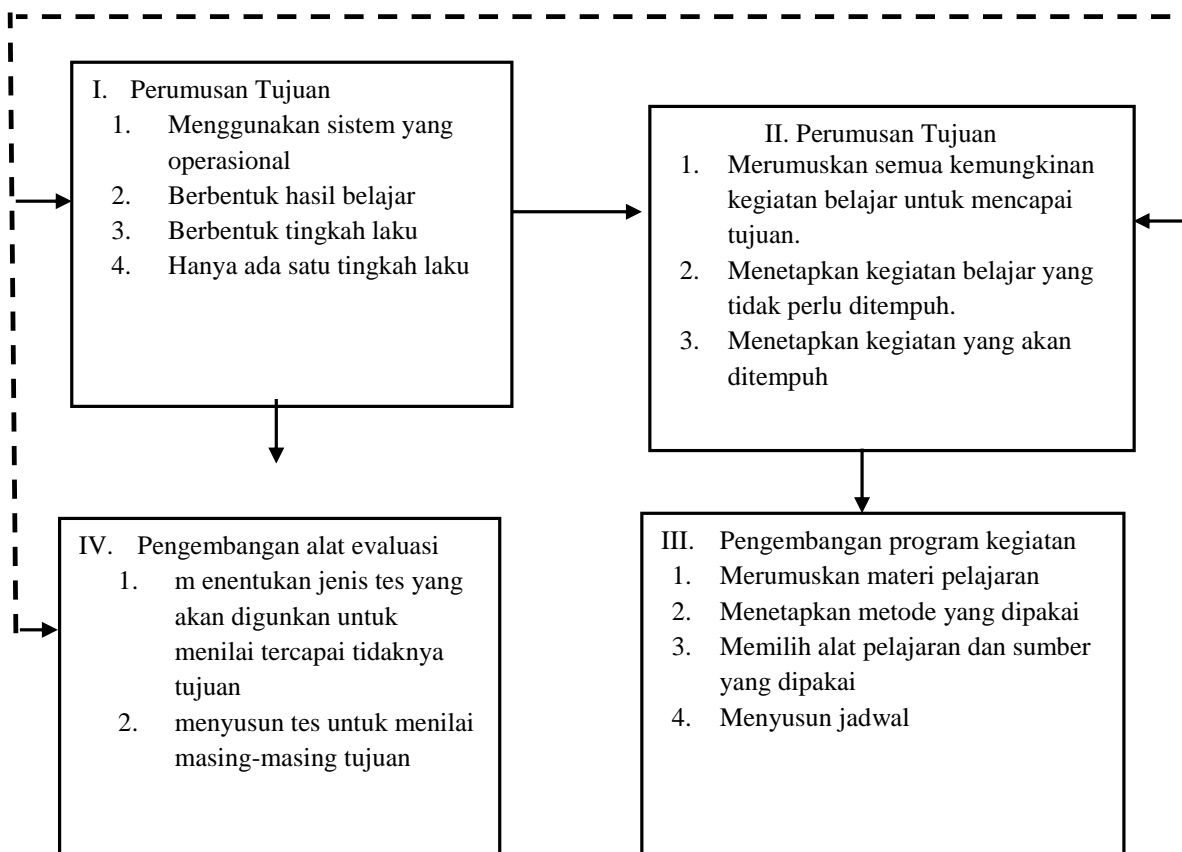 I. Perumusan Tujuan
1. Menggunakan sistem yang
operasional
2. Berbentuk hasil belajar
3. Berbentuk tingkah laku
4. Hanya ada satu tingkah laku
II. Perumusan Tujuan
1. Merumuskan semua kemungkinan
kegiatan belajar untuk mencapai
tujuan.
2. Menetapkan kegiatan belajar yang
tidak perlu ditempuh.
3. Menetapkan kegiatan yang akan
ditempuh
IV. Pengembangan alat evaluasi
1. m enentukan jenis tes yang
akan digunkan untuk
menilai tercapai tidaknya
tujuan
2. menyusun tes untuk menilai
masing-masing tujuan
III. Pengembangan program kegiatan
1. Merumuskan materi pelajaran
2. Menetapkan metode yang dipakai
3. Memilih alat pelajaran dan sumber
yang dipakai
4. Menyusun jadwal